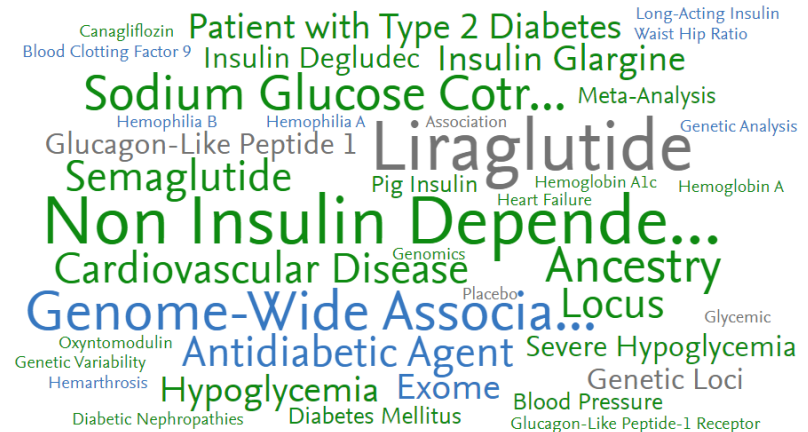 Long-Acting Insulin
Canagliflozin
Patient with Type 2 Diabetes
Waist Hip Ratio
Blood Clotting Factor 9
Insulin Degludec
Insulin Glargine
Sodium Glucose Cotr...
Meta-Analysis
Hemophilia B
Hemophilia A
Association
Genetic Analysis
Glucagon-Like Peptide 1
Liraglutide
Semaglutide
Pig Insulin
Hemoglobin A1c
Hemoglobin A
Heart Failure
Non Insulin Depende...
Genomics
Cardiovascular Disease
Ancestry
Placebo
Genome-Wide Associa...
Locus
Glycemic
Oxyntomodulin
Antidiabetic Agent
Severe Hypoglycemia
Genetic Variability
Hemarthrosis
Hypoglycemia
Exome
Genetic Loci
Blood Pressure
Diabetic Nephropathies
Diabetes Mellitus
Glucagon-Like Peptide-1 Receptor